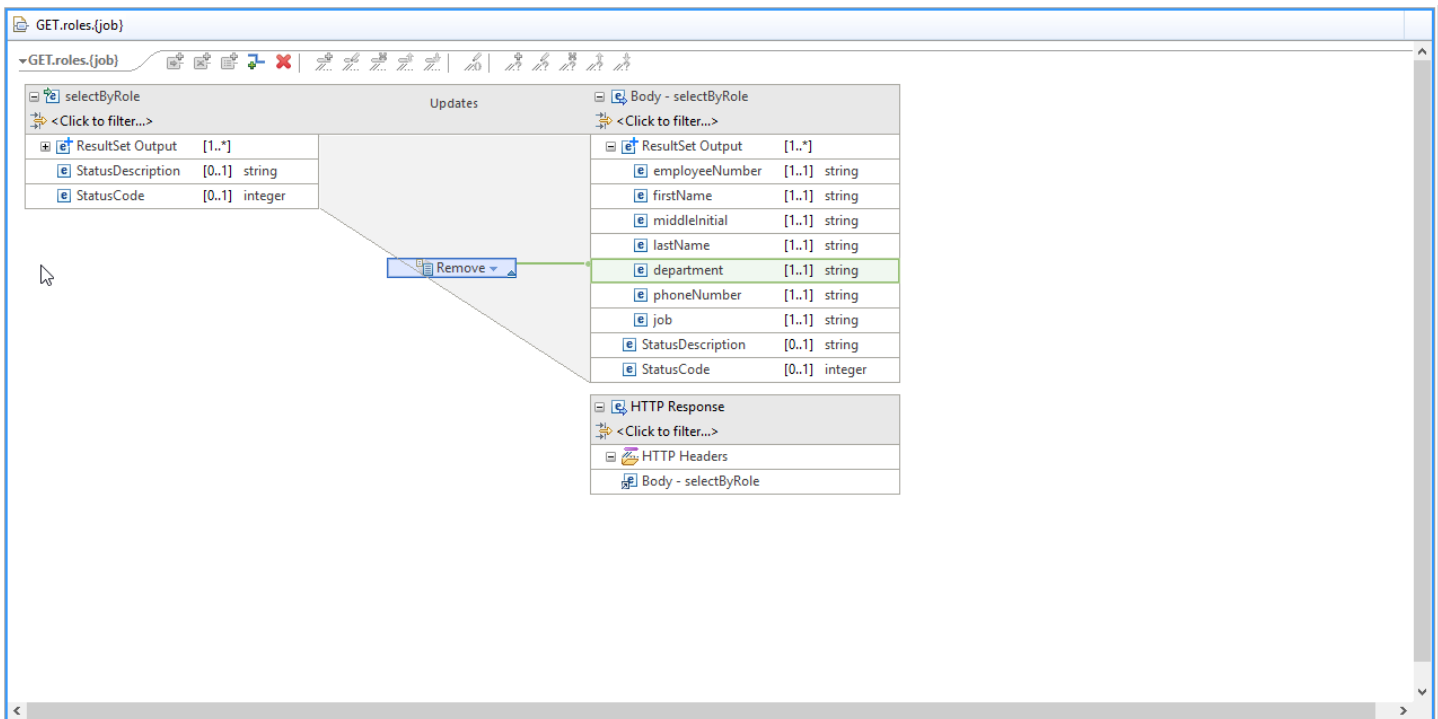 GET.roles.{job}
GET.roles.{job}
selectByRole
<Click to filter...>
ResultSet Output [1..*]
StatusDescription [0..1] string
StatusCode [0..1] integer
Updates
Remove
Body - selectByRole
<Click to filter...>
ResultSet Output [1..*]
employeeNumber [1..1] string
firstName [1..1] string
middleInitial [1..1] string
lastName [1..1] string
department [1..1] string
phoneNumber [1..1] string
job [1..1] string
StatusDescription [0..1] string
StatusCode [0..1] integer
HTTP Response
<Click to filter...>
HTTP Headers
Body - selectByRole